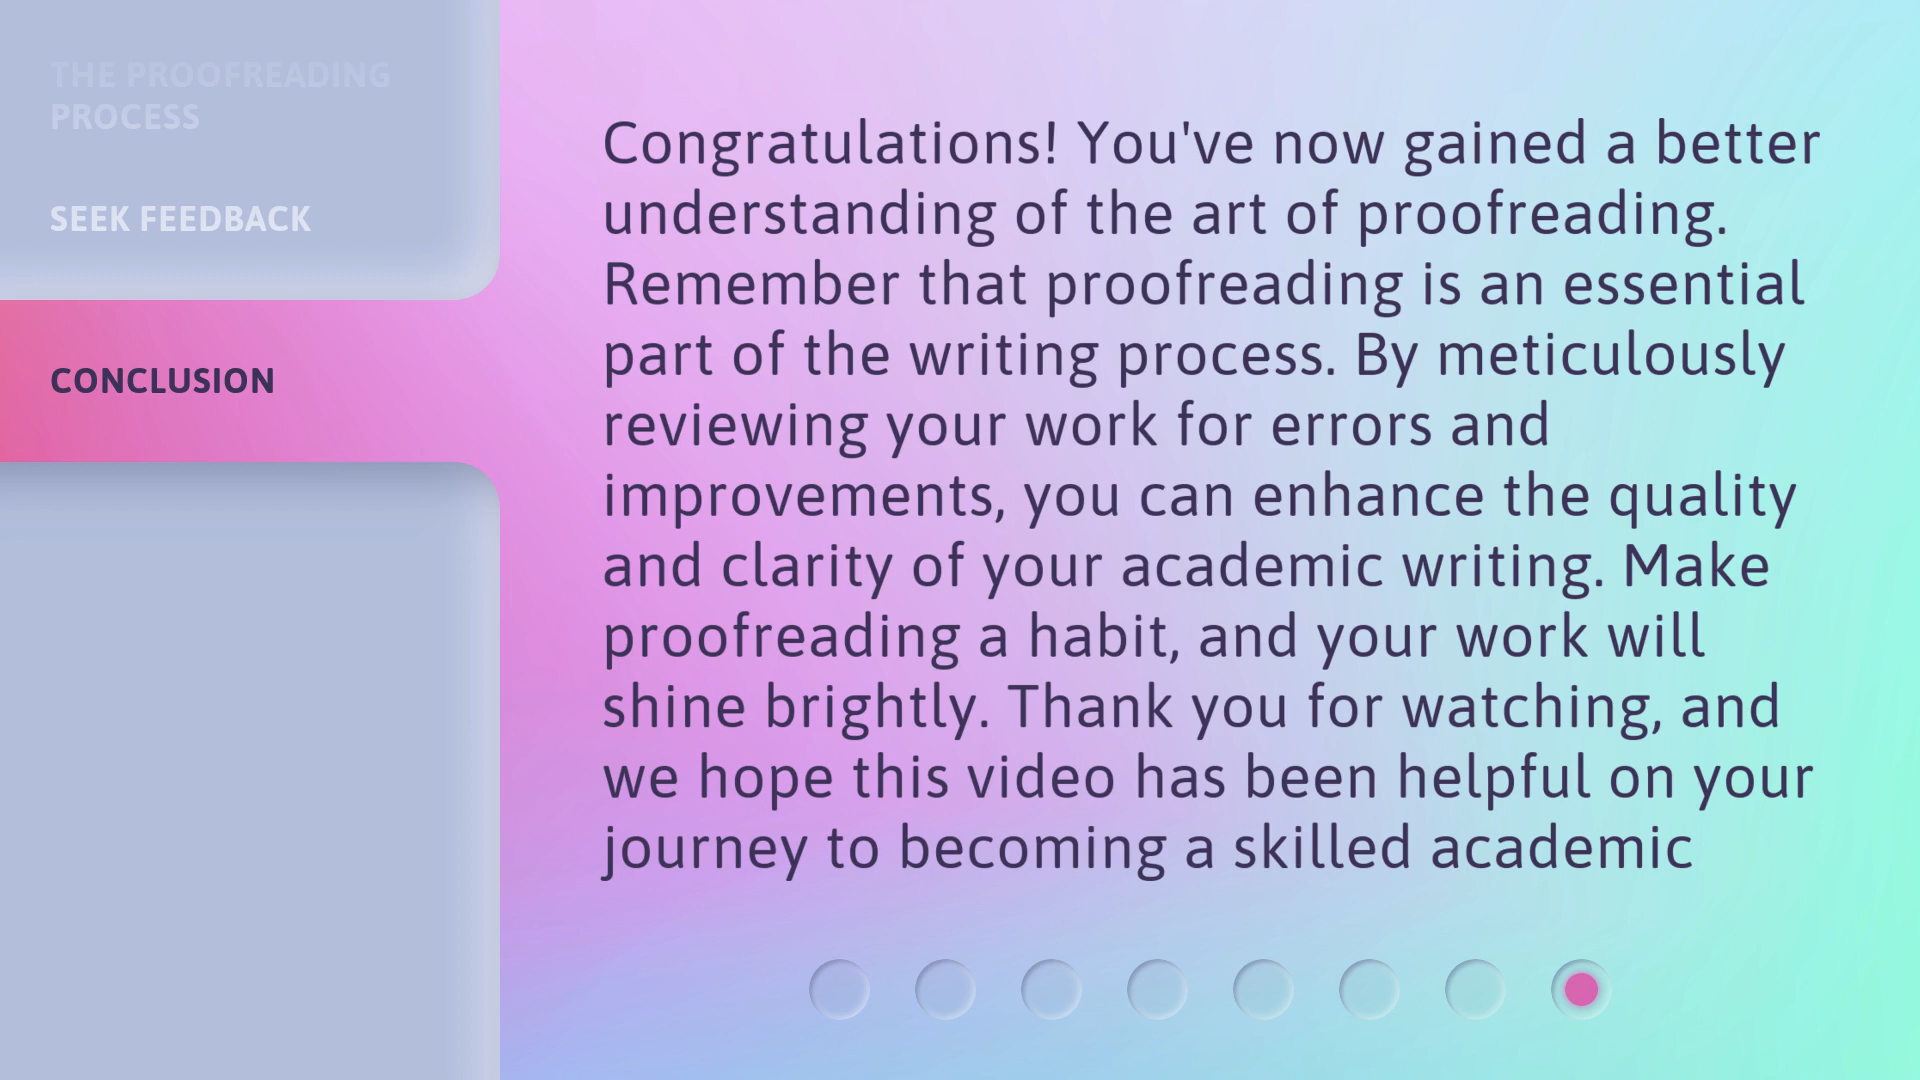 THE PROOFREADING
PROCESS
SEEK FEEDBACK
CONCLUSION
Congratulations! You've now gained a better
understanding of the art of proofreading.
Remember that proofreading is an essential
part of the writing process. By meticulously
reviewing your work for errors and
improvements, you can enhance the quality
and clarity of your academic writing. Make
proofreading a habit, and your work will
shine brightly. Thank you for watching, and
we hope this video has been helpful on your
journey to becoming a skilled academic